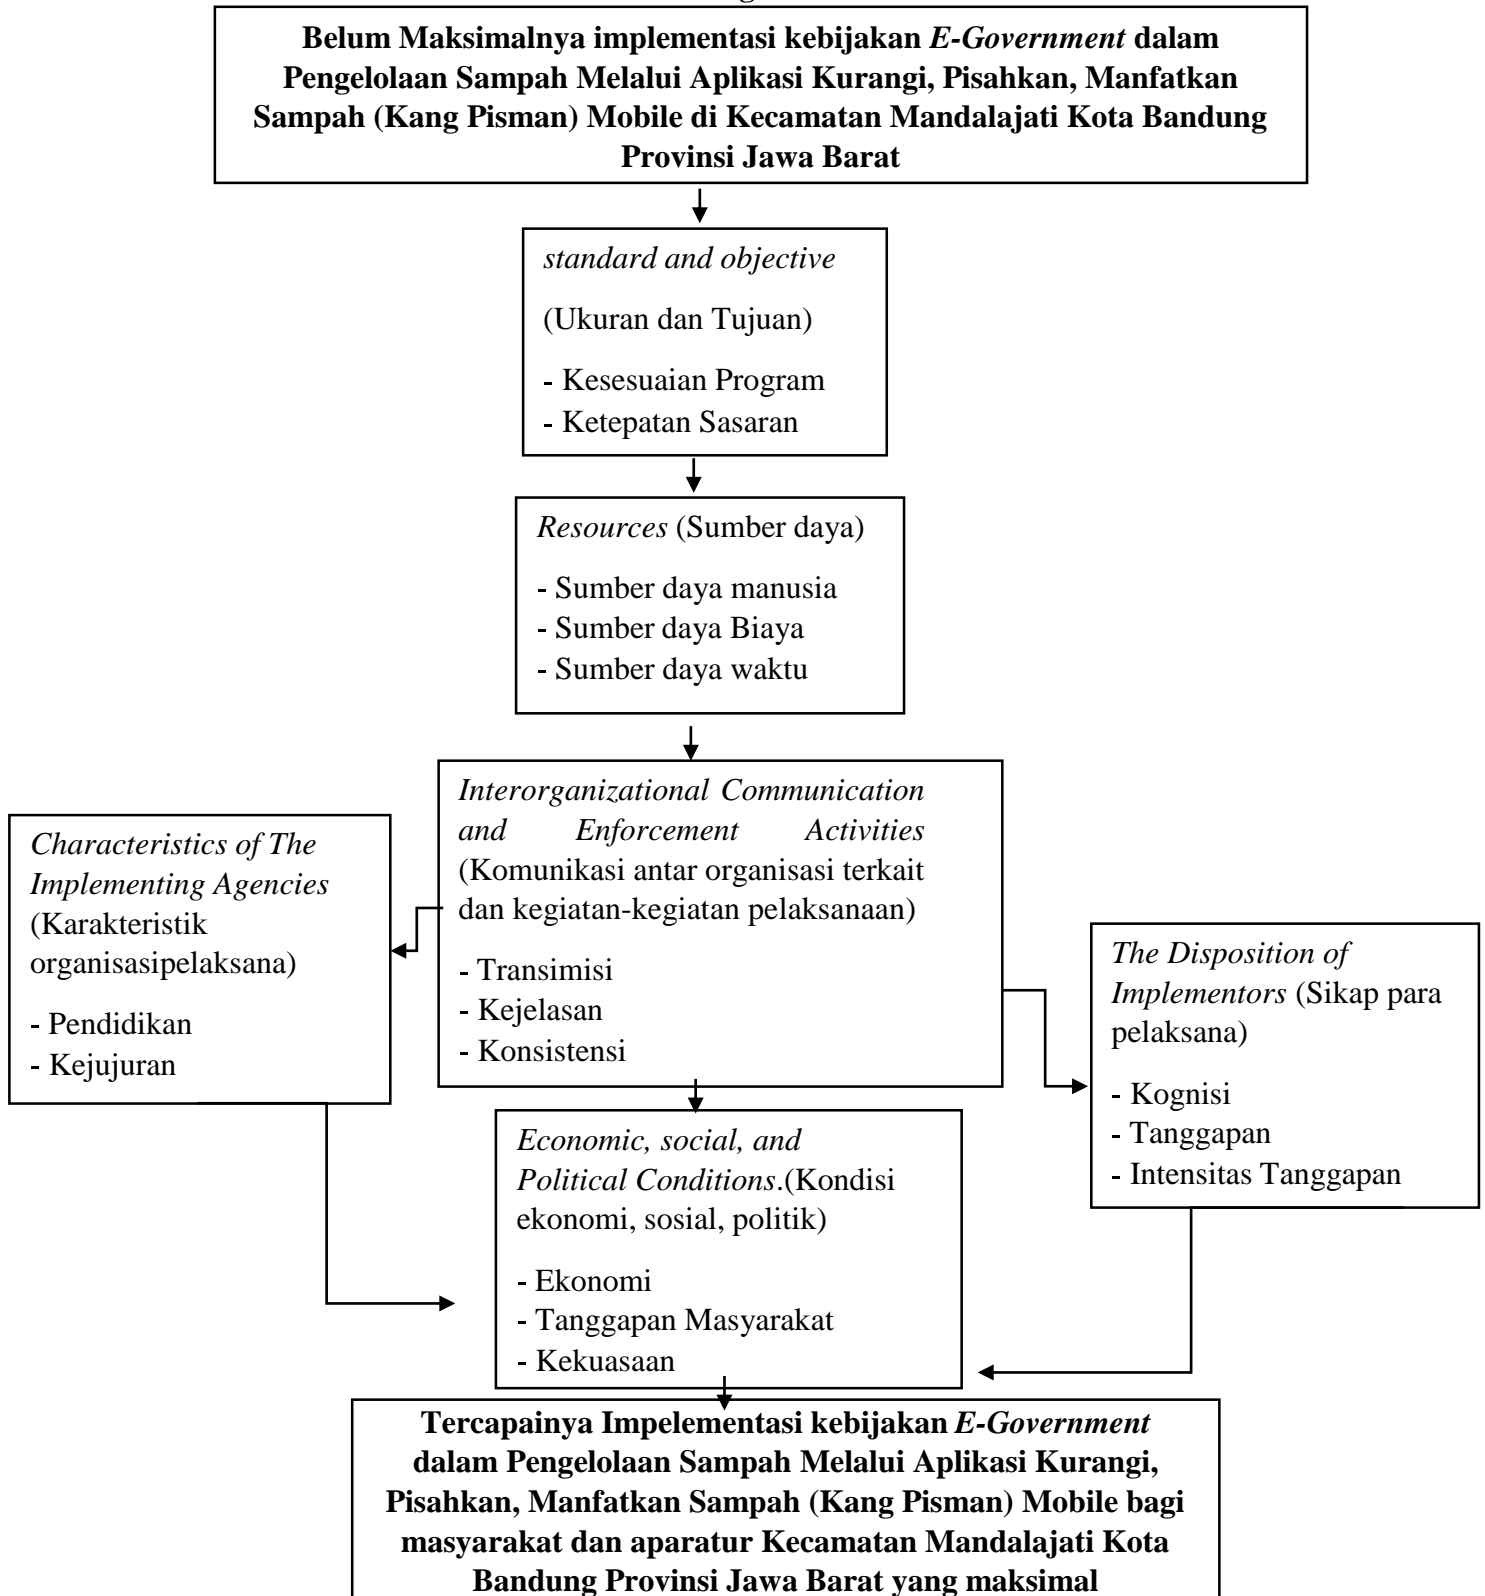 Belum Maksimalnya implementasi kebijakan E-Government dalam
Pengelolaan Sampah Melalui Aplikasi Kurangi, Pisahkan, Manfatkan
Sampah (Kang Pisman) Mobile di Kecamatan Mandalajati Kota Bandung
Provinsi Jawa Barat
standard and objective
(Ukuran dan Tujuan)
- Kesesuaian Program
- Ketepatan Sasaran
Resources (Sumber daya)
- Sumber daya manusia
- Sumber daya Biaya
- Sumber daya waktu
Interorganizational Communication
and Enforcement Activities
(Komunikasi antar organisasi terkait
dan kegiatan-kegiatan pelaksanaan)
- Transimisi
- Kejelasan
- Konsistensi
Characteristics of The
Implementing Agencies
(Karakteristik
organisasipelaksana)
- Pendidikan
- Kejujuran
The Disposition of
Implementors (Sikap para
pelaksana)
- Kognisi
- Tanggapan
- Intensitas Tanggapan
Economic, social, and
Political Conditions.(Kondisi
ekonomi, sosial, politik)
- Ekonomi
- Tanggapan Masyarakat
- Kekuasaan
Tercapainya Impelementasi kebijakan E-Government
dalam Pengelolaan Sampah Melalui Aplikasi Kurangi,
Pisahkan, Manfatkan Sampah (Kang Pisman) Mobile bagi
masyarakat dan aparatur Kecamatan Mandalajati Kota
Bandung Provinsi Jawa Barat yang maksimal